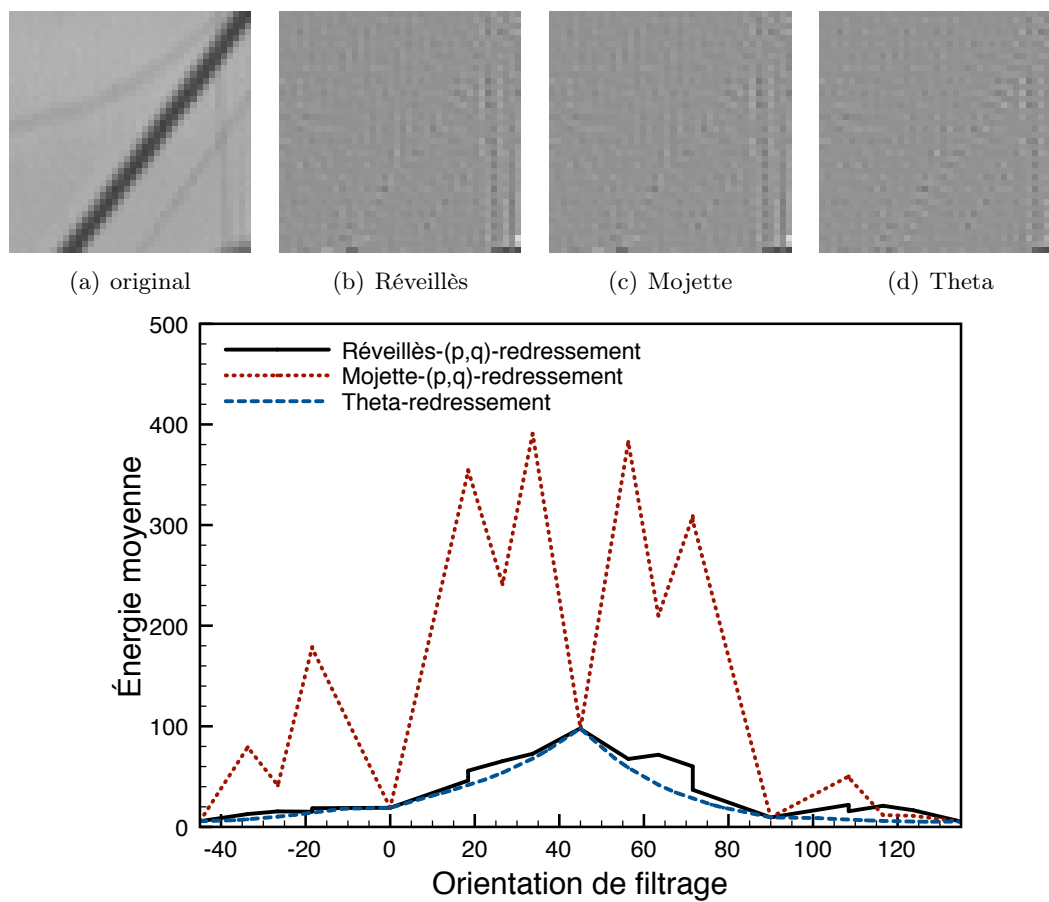 (a) original
(b) Réveillès
(c) Mojette
(d) Theta
500
400
300
200
100
0
Énergie moyenne
Réveillès-(p,q)-redressement
Mojette-(p,q)-redressement
Theta-redressement
-40 -20 0 20 40 60 80 100 120
Orientation de filtrage